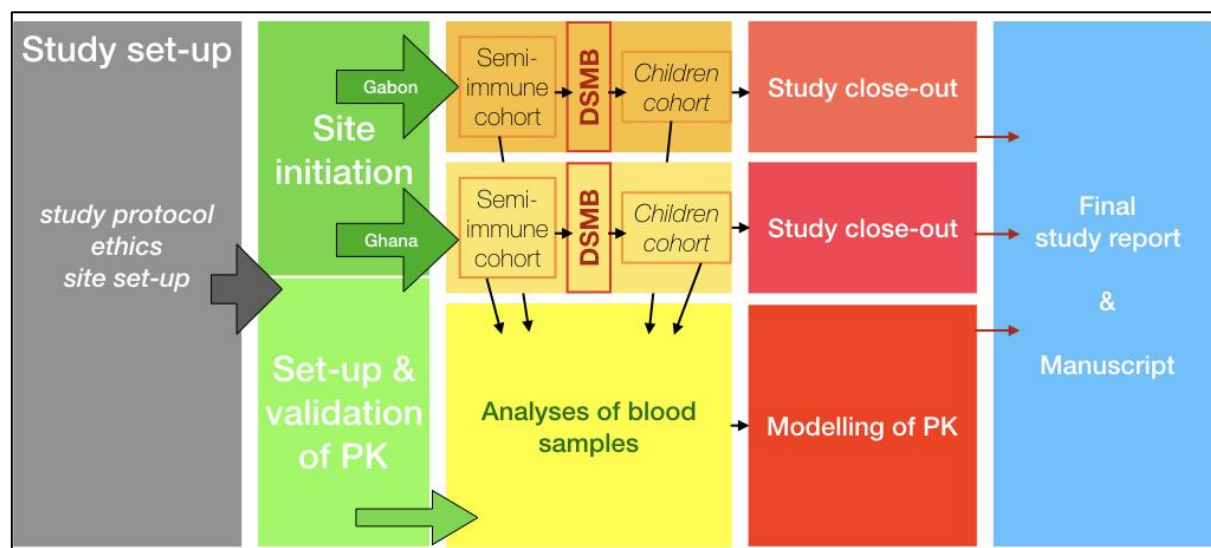 Study set-up
study protocol
ethics
site set-up
Site
initiation
Gabon
Ghana
Set-up &
validation
of PK
Semi-
immune
cohort
DSMB
Children
cohort
Semi-
immune
cohort
DSMB
Children
cohort
Analyses of blood
samples
Study close-out
Study close-out
Modelling of PK
Final
study report
&
Manuscript